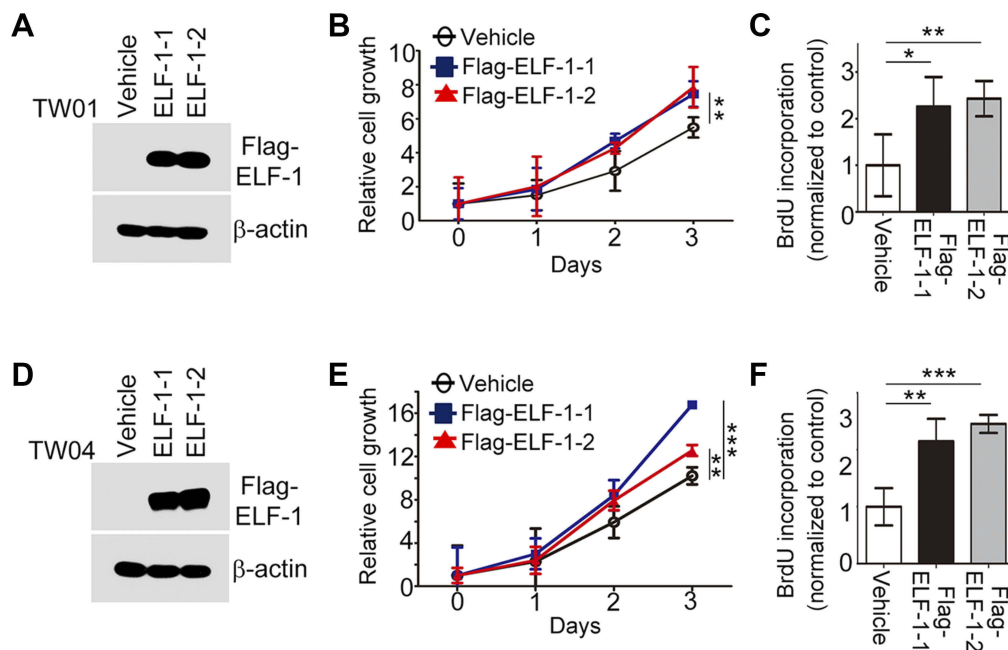 A
Vehicle
ELF-1-1
ELF-1-2
TW01
Flag-
ELF-1
β-actin
B
Vehicle
Flag-ELF-1-1
Flag-ELF-1-2
Relative cell growth
10
8
6
4
2
0
**
0 1 2 3
Days
C
BrdU incorporation
(normalized to control)
3
2
1
0
**
*
Vehicle
Flag-
ELF-1-1
Flag-
ELF-1-2
D
Vehicle
ELF-1-1
ELF-1-2
TW04
Flag-
ELF-1
β-actin
E
Vehicle
Flag-ELF-1-1
Flag-ELF-1-2
Relative cell growth
16
12
8
4
0
***
**
0 1 2 3
Days
F
BrdU incorporation
(normalized to control)
3
2
1
0
***
**
Vehicle
Flag-
ELF-1-1
Flag-
ELF-1-2